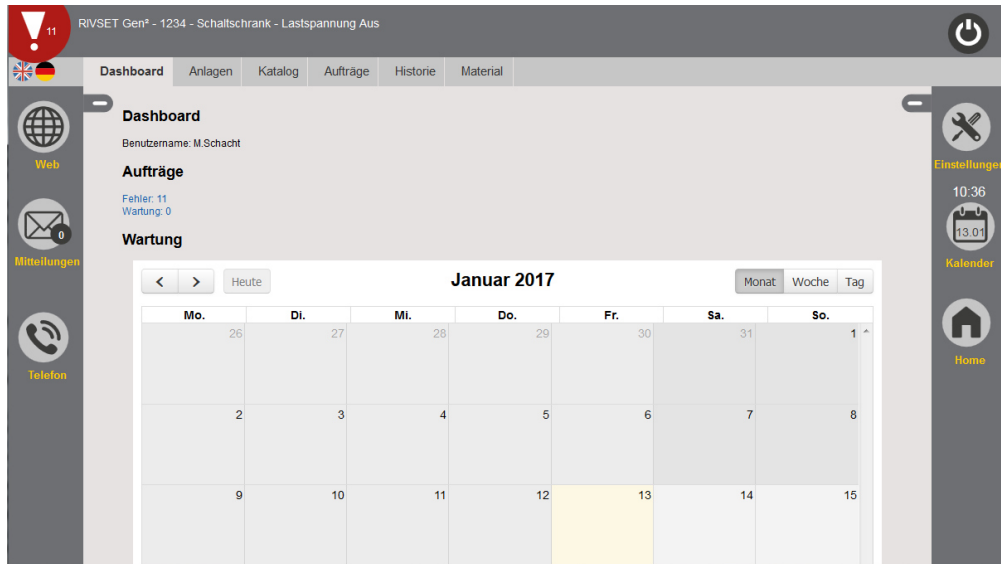 11
RIVSET Gen² - 1234 - Schaltschrank - Lastspannung Aus
Dashboard Anlagen Katalog Aufträge Historie Material
Web
Mitteilungen
0
Telefon
Dashboard
Benutzername: M.Schacht
Aufträge
Fehler: 11
Wartung: 0
Wartung
Heute Januar 2017 Monat Woche Tag
Mo. Di. Mi. Do. Fr. Sa. So.
26 27 28 29 30 31 1
2 3 4 5 6 7 8
9 10 11 12 13 14 15
Einstellungen
10:36
13.01
Kalender
Home